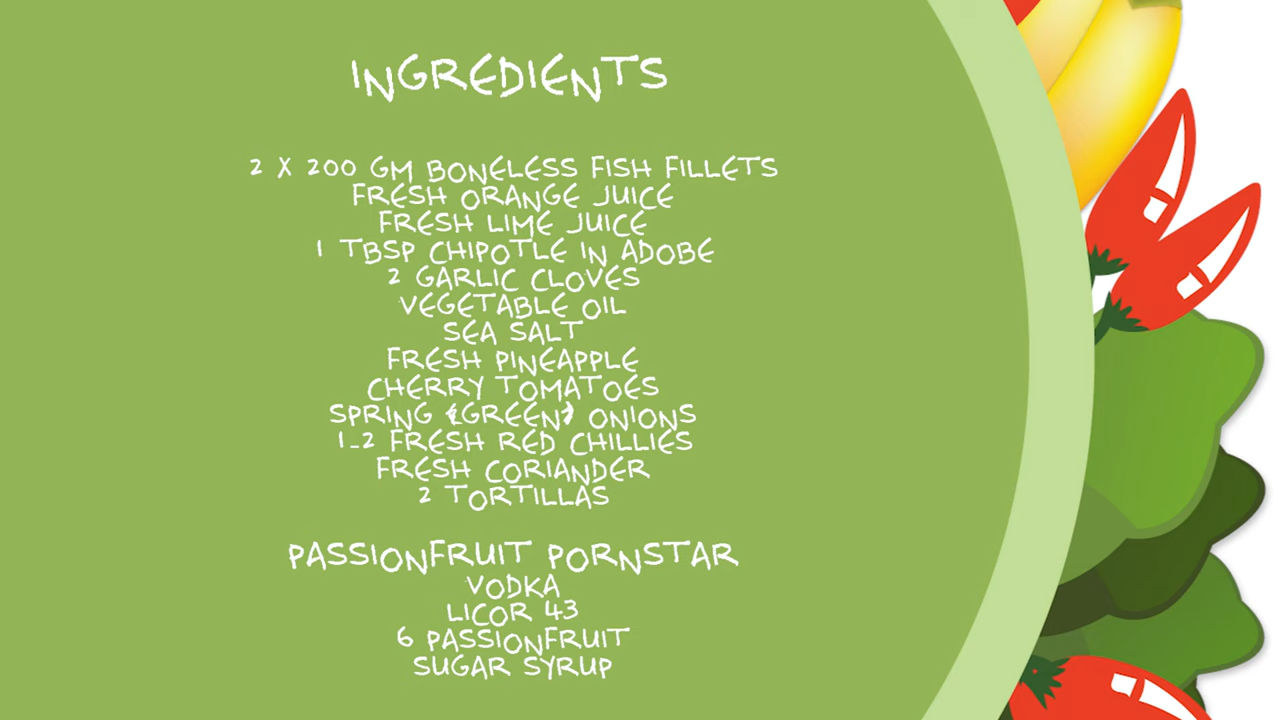 INGREDIENTS
2 X 200 GM BONELESS FISH FILLETS
FRESH ORANGE JUICE
FRESH LIME JUICE
1 TBSP CHIPOTLE IN ADOBE
2 GARLIC CLOVES
VEGETABLE OIL
SEA SALT
FRESH PINEAPPLE
CHERRY TOMATOES
SPRING (GREEN) ONIONS
1-2 FRESH RED CHILLIES
FRESH CORIANDER
2 TORTILLAS
PASSIONFRUIT PORNSTAR
VODKA
LICOR 43
6 PASSIONFRUIT
SUGAR SYRUP